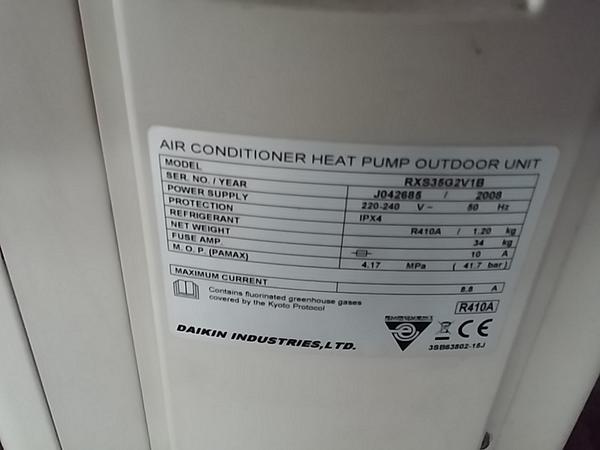 AIR CONDITIONER HEAT PUMP OUTDOOR UNIT
MODEL RXS35G2V1B
SER. NO. / YEAR J042685 / 2008
POWER SUPPLY 220-240 V~ 50 Hz
PROTECTION IPX4
REFRIGERANT R410A / 1.20 kg
NET WEIGHT 34 kg
FUSE AMP. 10 A
M. O. P. (PAMAX) 4.17 MPa ( 41.7 bar)
MAXIMUM CURRENT 8.8 A
Contains fluorinated greenhouse gases
covered by the Kyoto Protocol
R410A
DAIKIN INDUSTRIES,LTD.
CE
3SB63802-15J